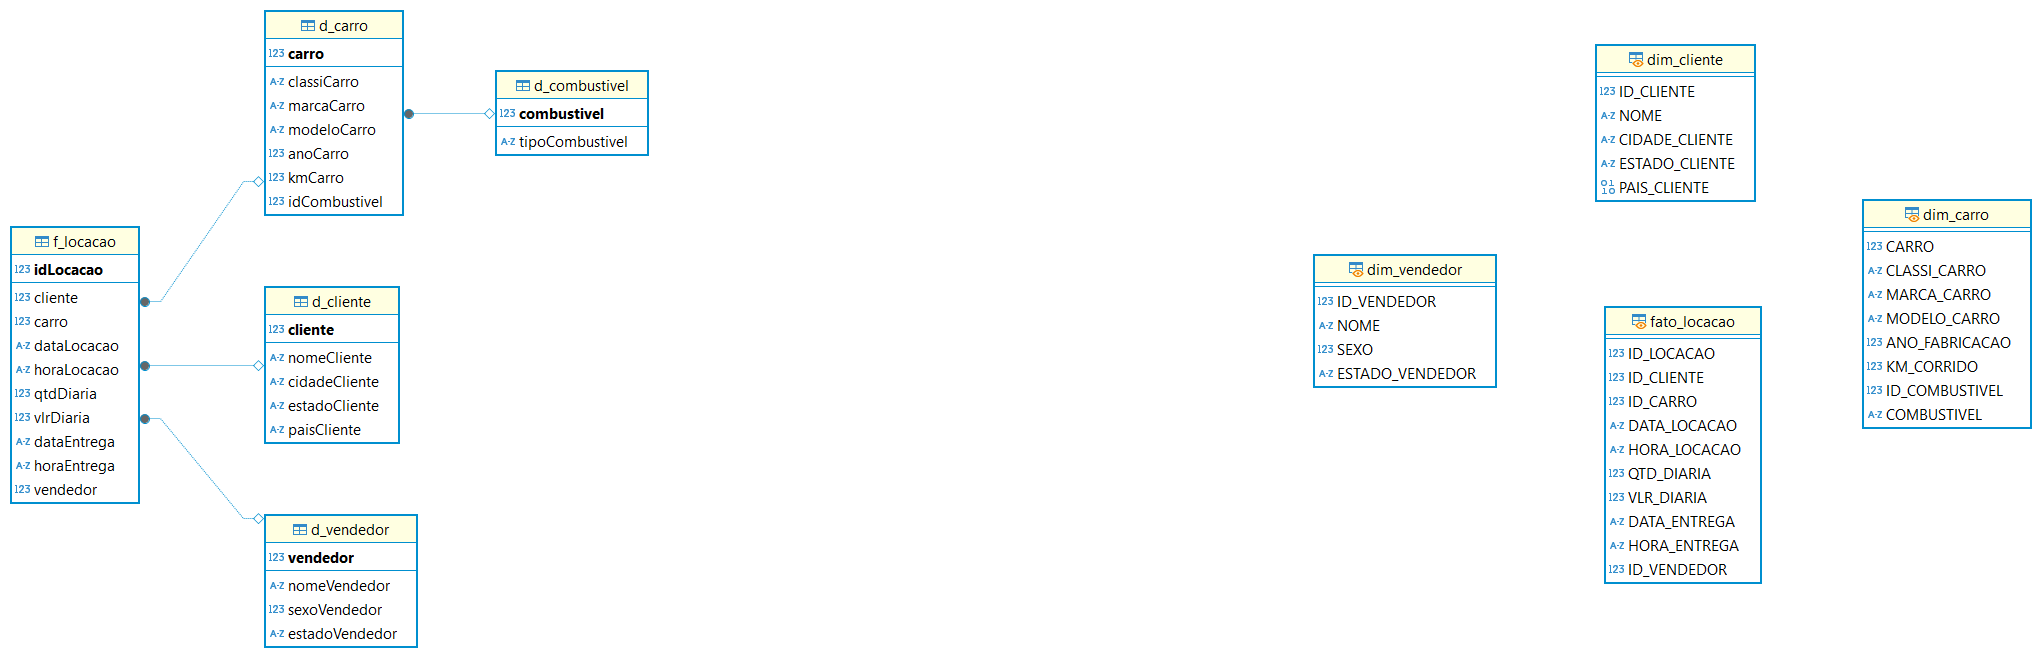 d_carro
123 carro
A-Z classiCarro
A-Z marcaCarro
A-Z modeloCarro
123 anoCarro
123 kmCarro
123 idCombustivel
d_combustivel
123 combustivel
A-Z tipoCombustivel
f_locacao
123 idLocacao
123 cliente
123 carro
A-Z dataLocacao
A-Z horaLocacao
123 qtdDiaria
123 vlrDiaria
A-Z dataEntrega
A-Z horaEntrega
123 vendedor
d_cliente
123 cliente
A-Z nomeCliente
A-Z cidadeCliente
A-Z estadoCliente
A-Z paisCliente
d_vendedor
123 vendedor
A-Z nomeVendedor
123 sexoVendedor
A-Z estadoVendedor
dim_cliente
123 ID_CLIENTE
A-Z NOME
A-Z CIDADE_CLIENTE
A-Z ESTADO_CLIENTE
01 10 PAIS_CLIENTE
dim_vendedor
123 ID_VENDEDOR
A-Z NOME
123 SEXO
A-Z ESTADO_VENDEDOR
fato_locacao
123 ID_LOCACAO
123 ID_CLIENTE
123 ID_CARRO
A-Z DATA_LOCACAO
A-Z HORA_LOCACAO
123 QTD_DIARIA
123 VLR_DIARIA
A-Z DATA_ENTREGA
A-Z HORA_ENTREGA
123 ID_VENDEDOR
dim_carro
123 CARRO
A-Z CLASSI_CARRO
A-Z MARCA_CARRO
A-Z MODELO_CARRO
123 ANO_FABRICACAO
123 KM_CORRIDO
123 ID_COMBUSTIVEL
A-Z COMBUSTIVEL